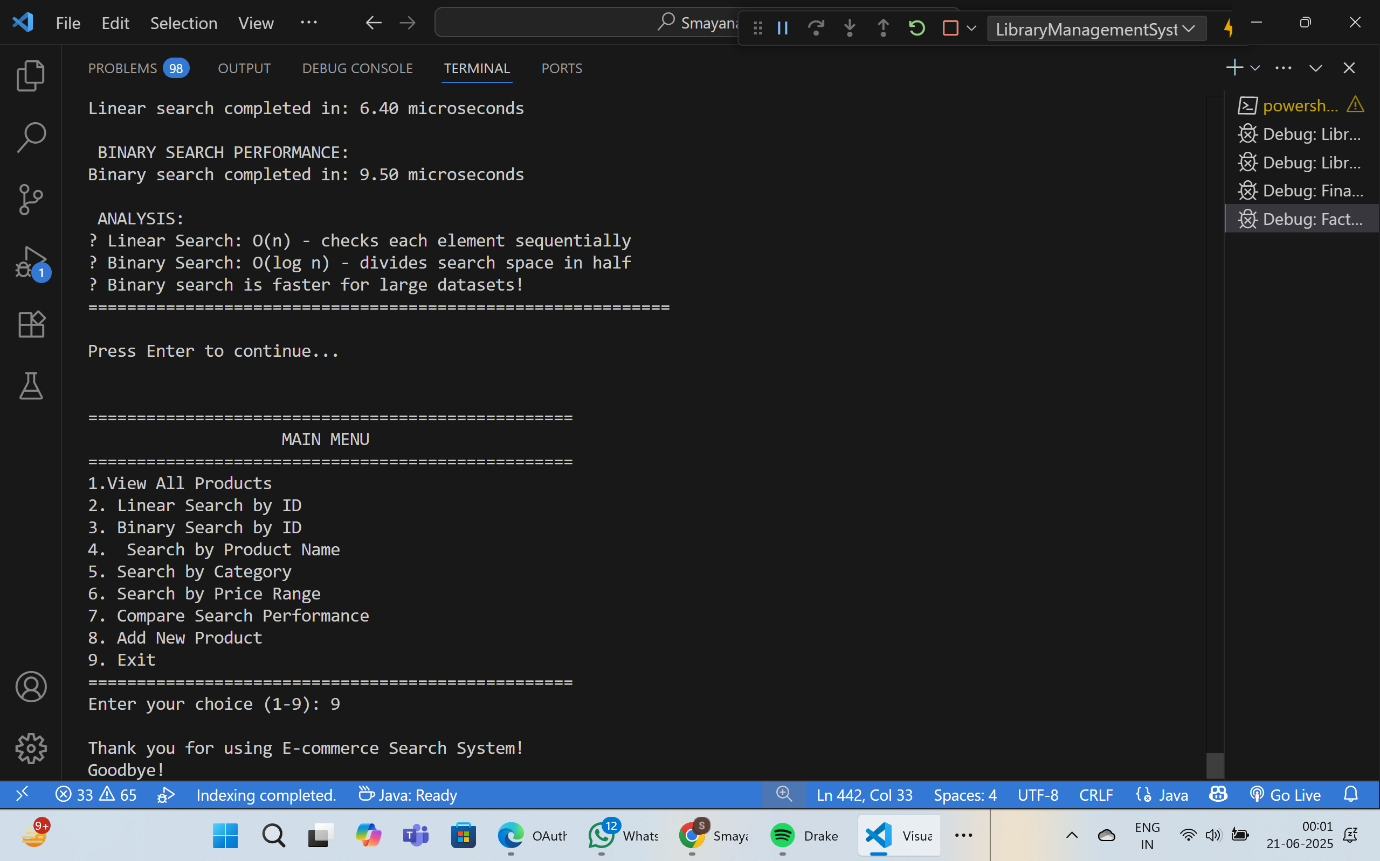 File Edit Selection View ... Smayana LibraryManagementSyst
PROBLEMS 98 OUTPUT DEBUG CONSOLE TERMINAL PORTS
Linear search completed in: 6.40 microseconds
BINARY SEARCH PERFORMANCE:
Binary search completed in: 9.50 microseconds
ANALYSIS:
? Linear Search: O(n) - checks each element sequentially
? Binary Search: O(log n) - divides search space in half
? Binary search is faster for large datasets!
============================================================
Press Enter to continue...
==================================================
MAIN MENU
==================================================
1.View All Products
2. Linear Search by ID
3. Binary Search by ID
4.  Search by Product Name
5. Search by Category
6. Search by Price Range
7. Compare Search Performance
8. Add New Product
9. Exit
==================================================
Enter your choice (1-9): 9
Thank you for using E-commerce Search System!
Goodbye!
powersh...
Debug: Libr...
Debug: Libr...
Debug: Fina...
Debug: Fact...
1
33 65 Indexing completed. Java: Ready Ln 442, Col 33 Spaces: 4 UTF-8 CRLF Java Go Live
9+ OAuth 12 Whats S Smaya Drake Visua ... ENG IN 00:01 21-06-2025